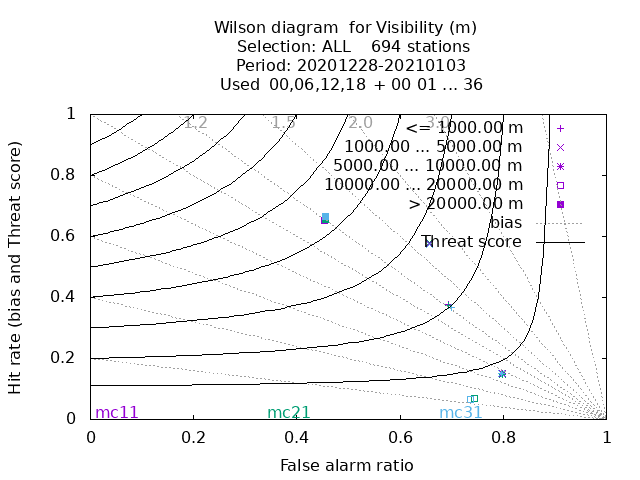 Wilson diagram  for Visibility (m)
Selection: ALL    694 stations
Period: 20201228-20210103
Used  00,06,12,18  + 00 01 ... 36
Hit rate (bias and Threat score)
1
0.8
0.6
0.4
0.2
0
1.2
1.5
2.0
3.0
<= 1000.00 m
1000.00 ... 5000.00 m
5000.00 ... 10000.00 m
10000.00 ... 20000.00 m
> 20000.00 m
bias
Threat score
mc11
mc21
mc31
0
0.2
0.4
0.6
0.8
1
False alarm ratio